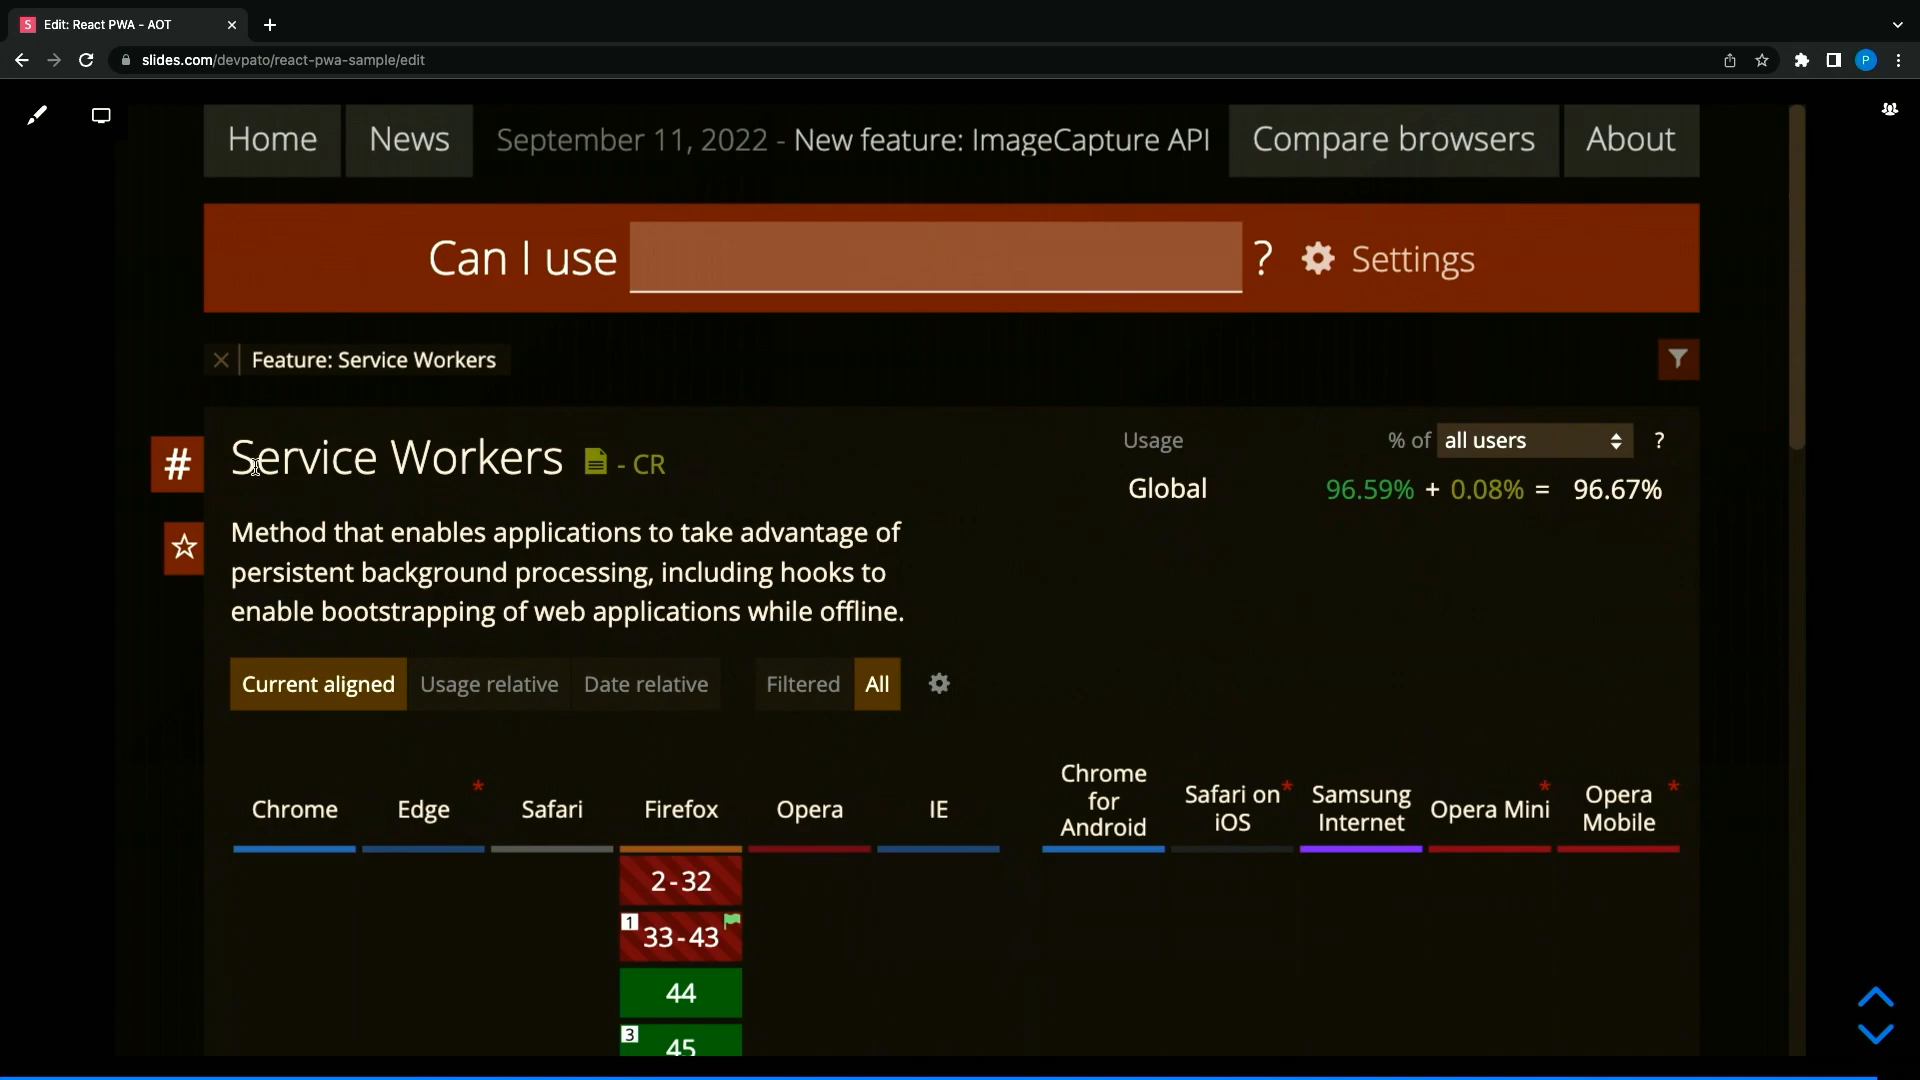 S Edit: React PWA - AOT
slides.com/devpato/react-pwa-sample/edit
P
Home News September 11, 2022 - New feature: ImageCapture API Compare browsers About
Can I use ? Settings
Feature: Service Workers
# Service Workers - CR
Usage % of all users ?
Global 96.59% + 0.08% = 96.67%
Method that enables applications to take advantage of
persistent background processing, including hooks to
enable bootstrapping of web applications while offline.
Current aligned Usage relative Date relative Filtered All
Chrome Edge * Safari Firefox Opera IE Chrome for Android Safari on iOS * Samsung Internet Opera Mini * Opera Mobile *
2-32
1 33-43
44
3 45